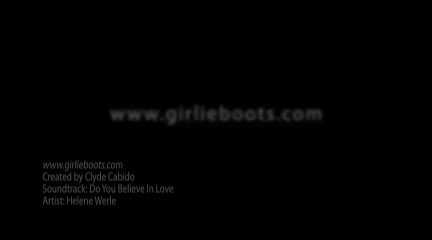 www.girlieboots.com
www.girlieboots.com
Created by Clyde Cabido
Soundtrack: Do You Believe In Love
Artist: Helene Werle